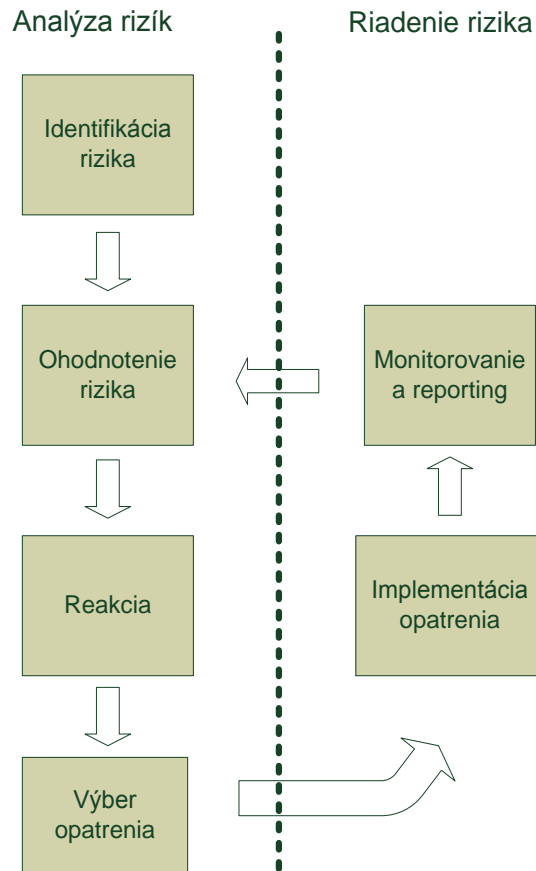 Analýza rizík
Riadenie rizika
Identifikácia
rizika
Ohodnotenie
rizika
Monitorovanie
a reporting
Reakcia
Implementácia
opatrenia
Výber
opatrenia